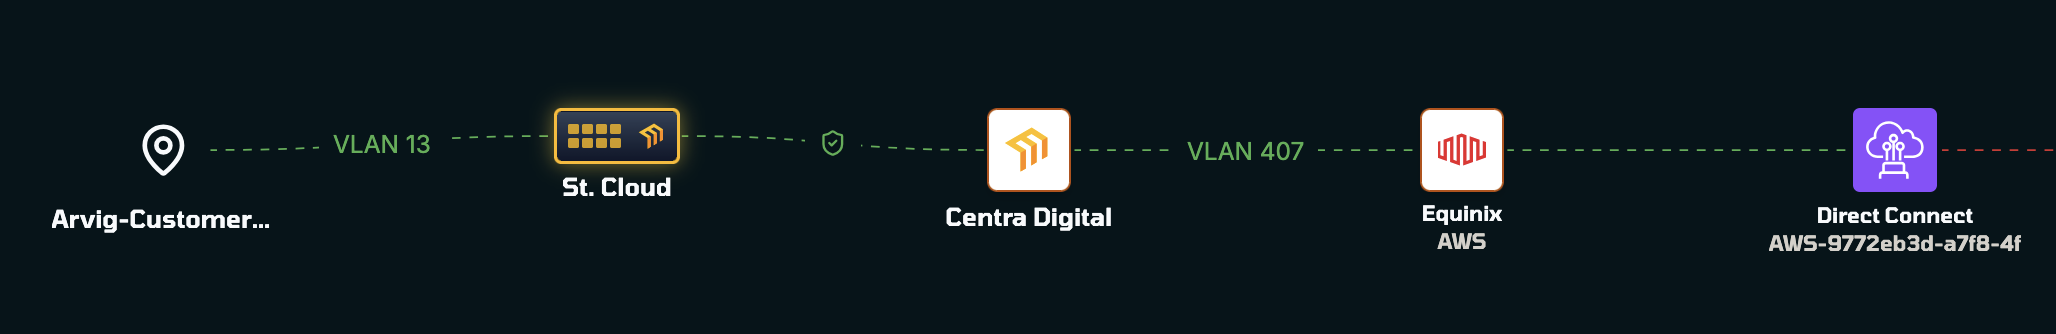 Arvig-Customer...
VLAN 13
St. Cloud
Centra Digital
VLAN 407
Equinix
AWS
Direct Connect
AWS-9772eb3d-a7f8-4f